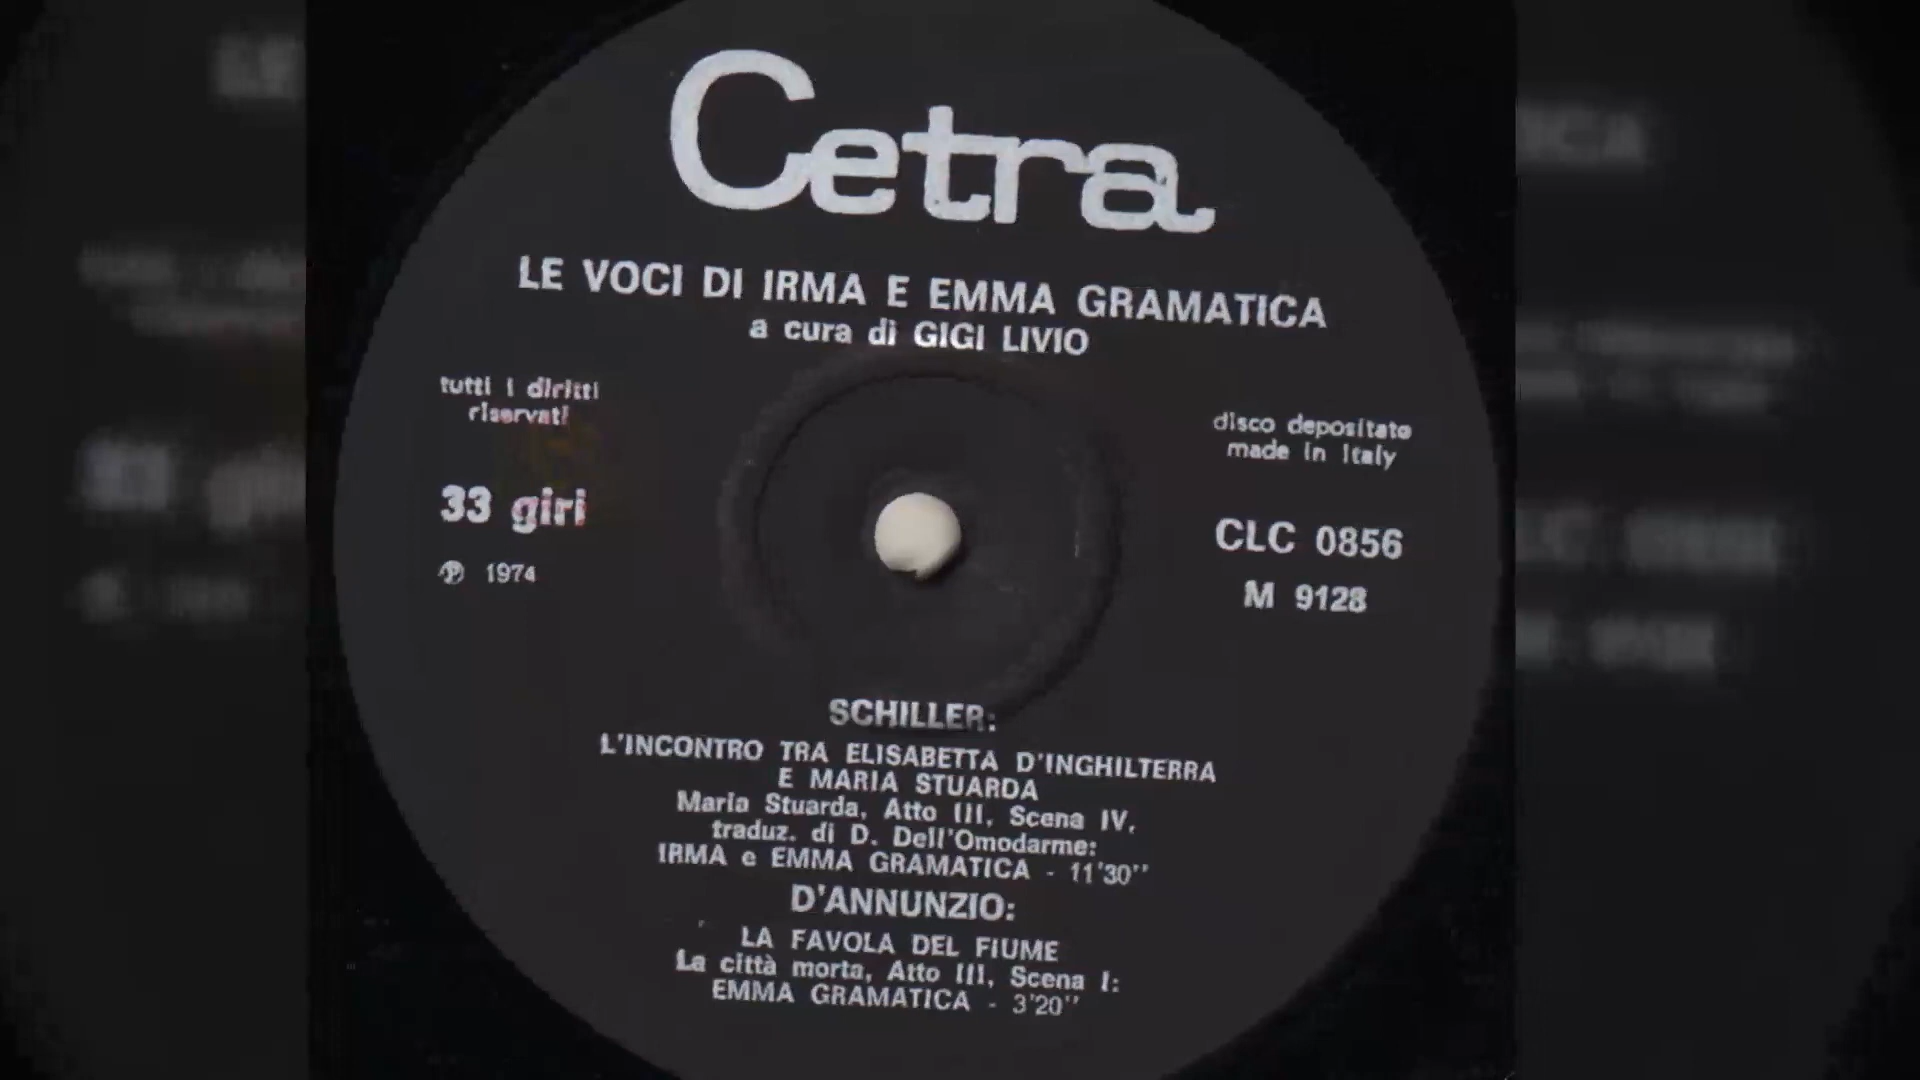 Cetra
LE VOCI DI IRMA E EMMA GRAMATICA
a cura di GIGI LIVIO
tutti i diritti
riservati
disco depositato
made in Italy
33 giri
CLC 0856
℗ 1974
M 9128
SCHILLER:
L'INCONTRO TRA ELISABETTA D'INGHILTERRA
E MARIA STUARDA
Maria Stuarda, Atto III, Scena IV,
traduz. di D. Dell'Omodarme:
IRMA e EMMA GRAMATICA - 11'30''
D'ANNUNZIO:
LA FAVOLA DEL FIUME
La città morta, Atto III, Scena I:
EMMA GRAMATICA - 3'20''